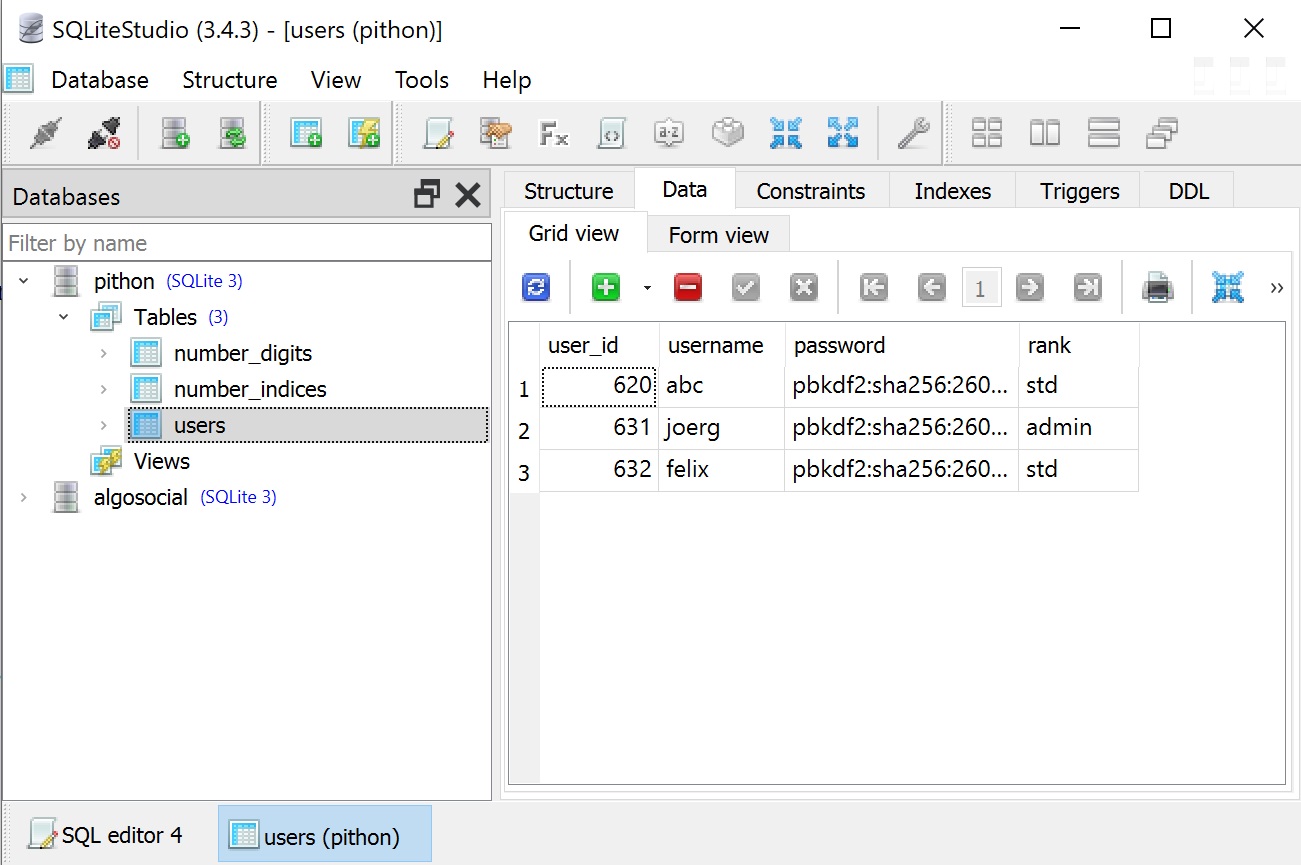 SQLiteStudio (3.4.3) - [users (pithon)]
Database Structure View Tools Help
Databases
Filter by name
pithon (SQLite 3)
Tables (3)
number_digits
number_indices
users
Views
algosocial (SQLite 3)
Structure Data Constraints Indexes Triggers DDL
Grid view Form view
1
user_id username password rank
1 620 abc pbkdf2:sha256:260... std
2 631 joerg pbkdf2:sha256:260... admin
3 632 felix pbkdf2:sha256:260... std
SQL editor 4 users (pithon)